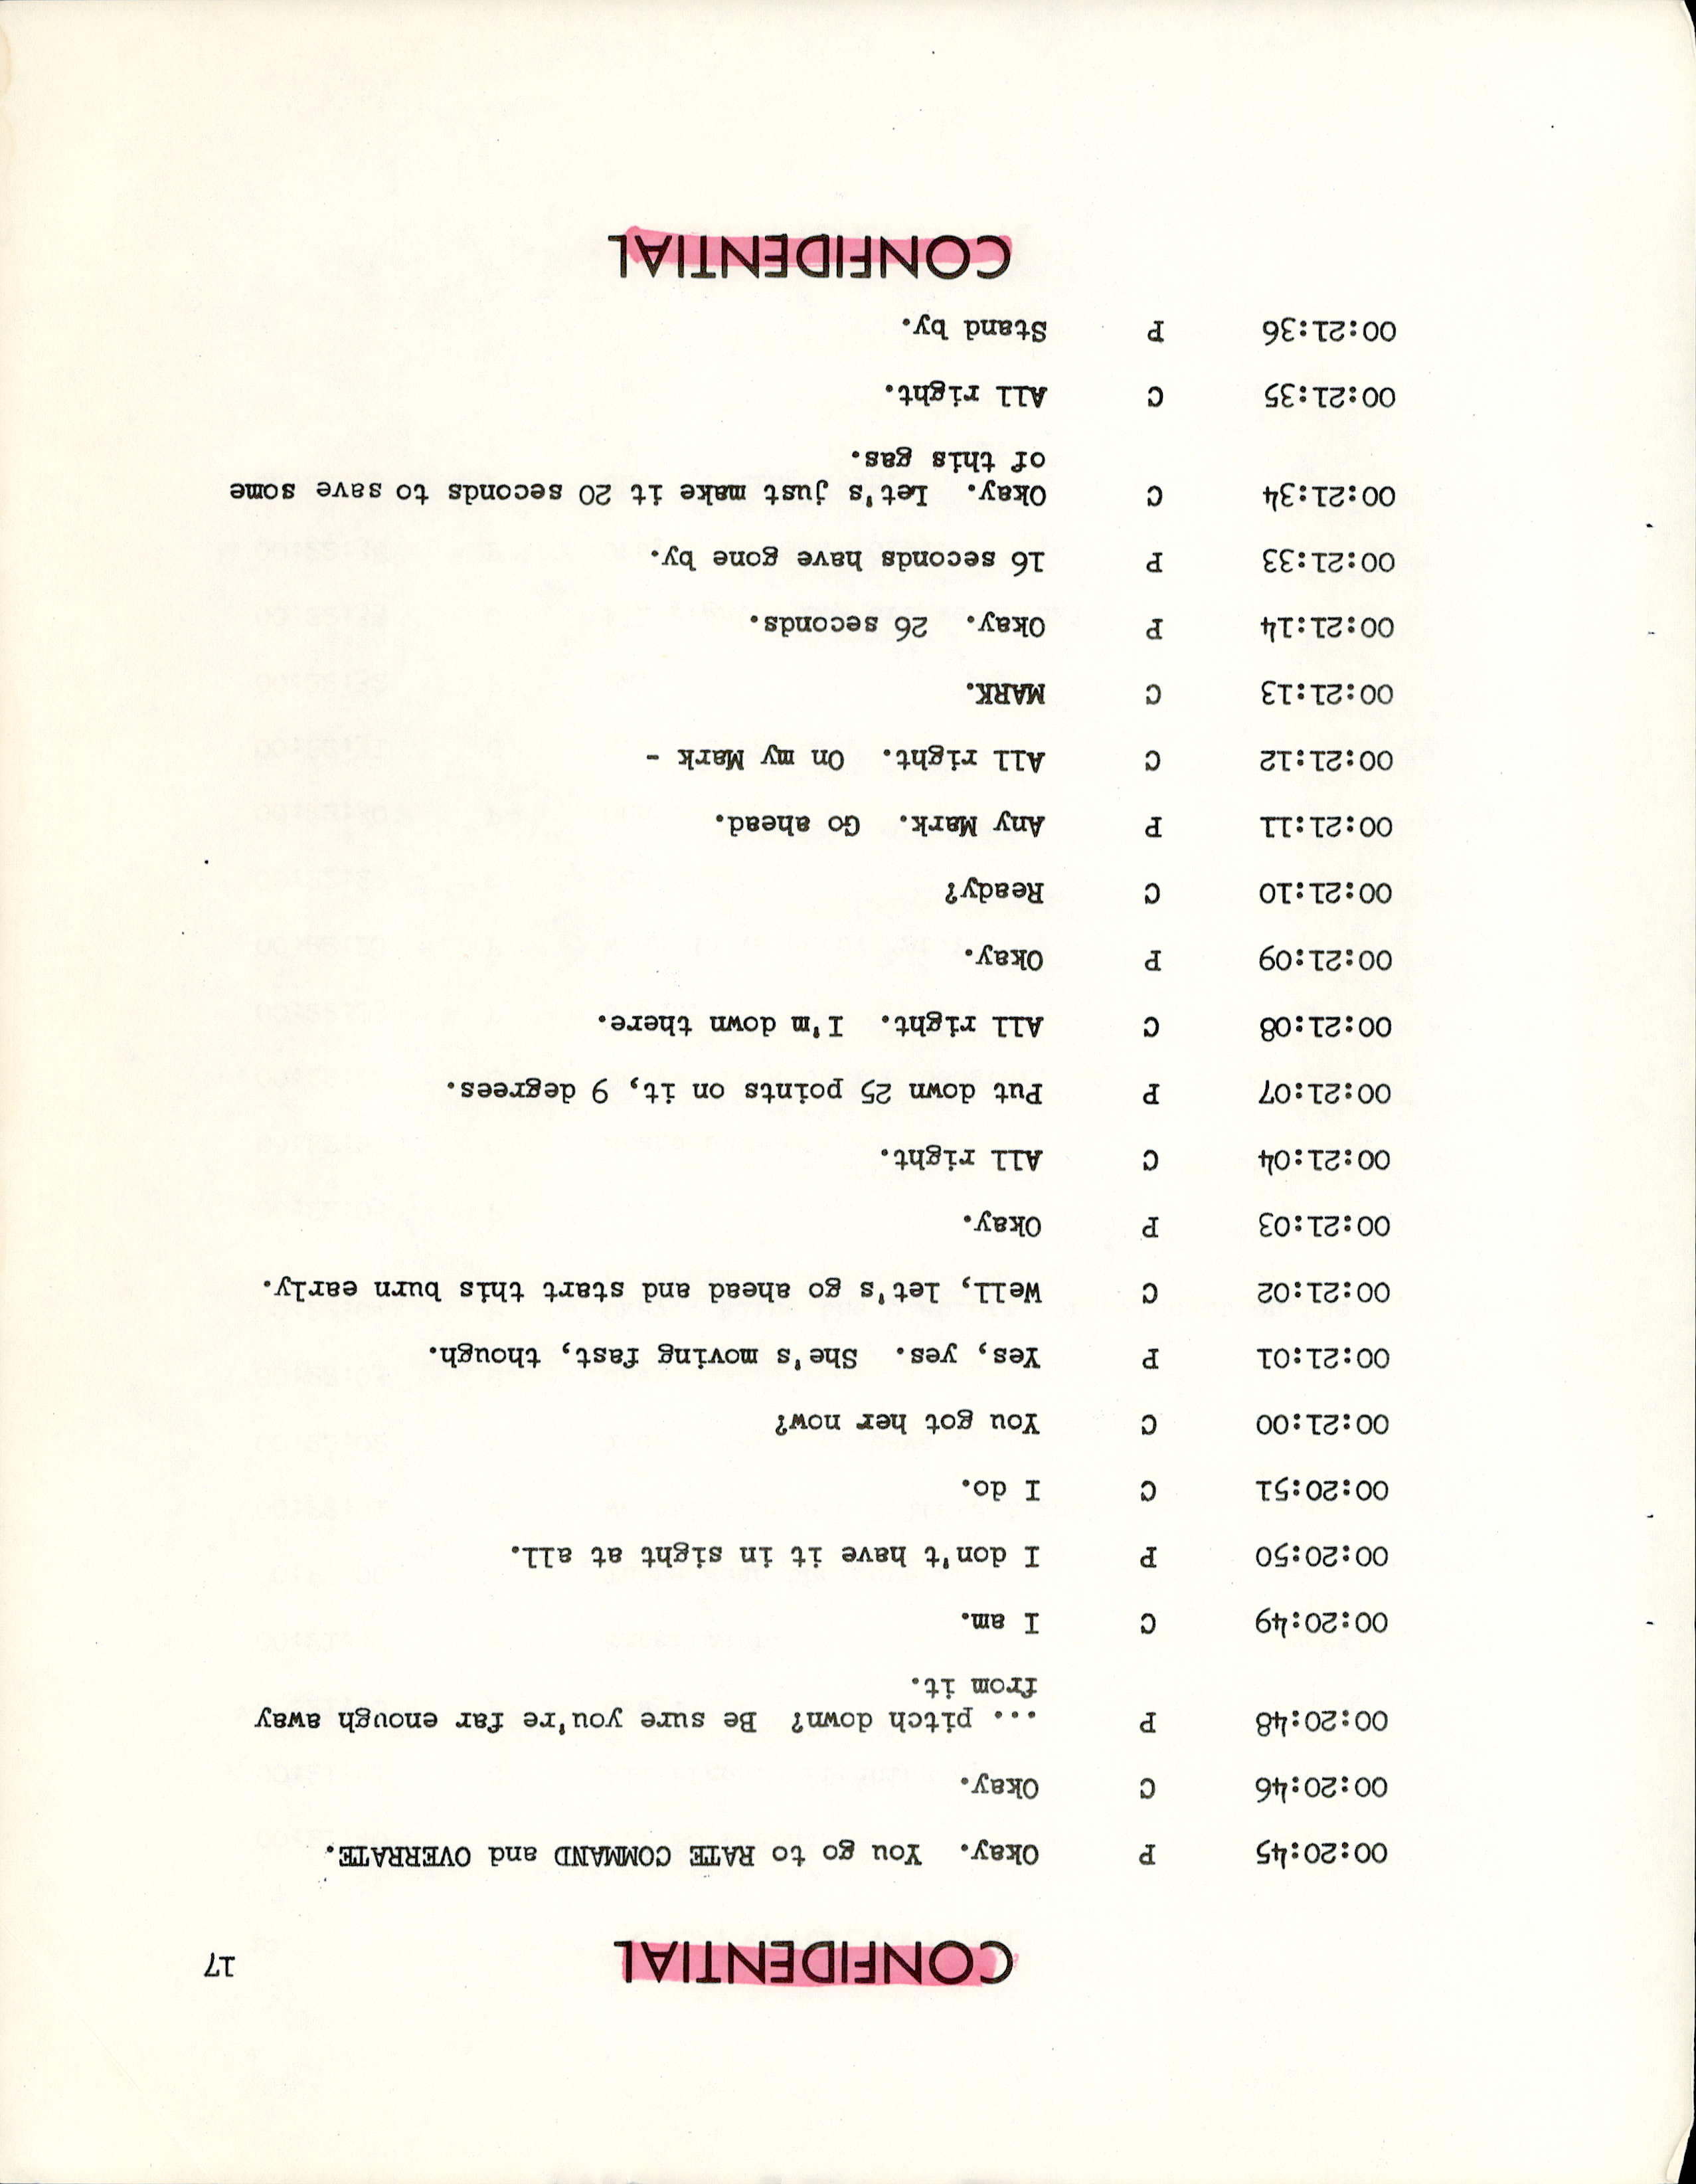 CONFIDENTIAL 17
00:20:45 P Okay. You go to RATE COMMAND and OVERRATE.
00:20:46 C Okay.
00:20:48 P ... pitch down? Be sure you're far enough away
from it.
00:20:49 C I am.
00:20:50 P I don't have it in sight at all.
00:20:51 C I do.
00:21:00 C You got her now?
00:21:01 P Yes, yes. She's moving fast, though.
00:21:02 C Well, let's go ahead and start this burn early.
00:21:03 P Okay.
00:21:04 C All right.
00:21:07 P Put down 25 points on it, 9 degrees.
00:21:08 C All right. I'm down there.
00:21:09 P Okay.
00:21:10 C Ready?
00:21:11 P Any Mark. Go ahead.
00:21:12 C All right. On my Mark -
00:21:13 C MARK.
00:21:14 P Okay. 26 seconds.
00:21:33 P 16 seconds have gone by.
00:21:34 C Okay. Let's just make it 20 seconds to save some
of this gas.
00:21:35 C All right.
00:21:36 P Stand by.
CONFIDENTIAL